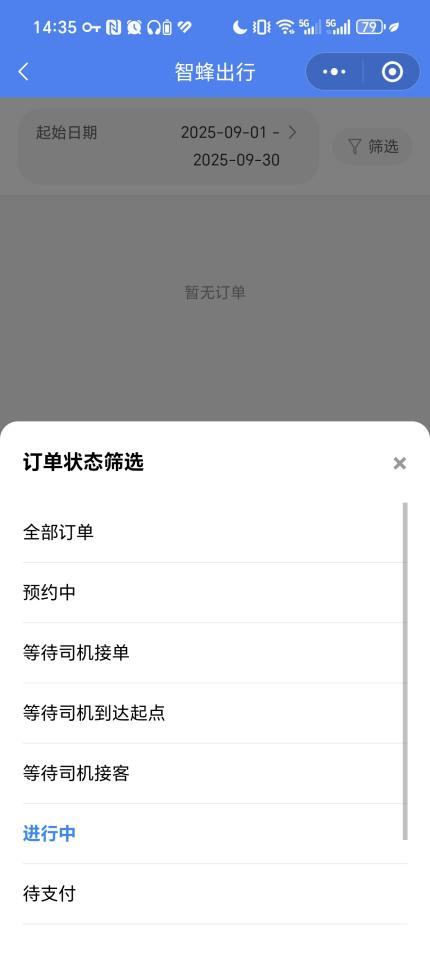 14:35
5G 5G 79
智蜂出行
起始日期
2025-09-01 -
2025-09-30
筛选
暂无订单
订单状态筛选
全部订单
预约中
等待司机接单
等待司机到达起点
等待司机接客
进行中
待支付